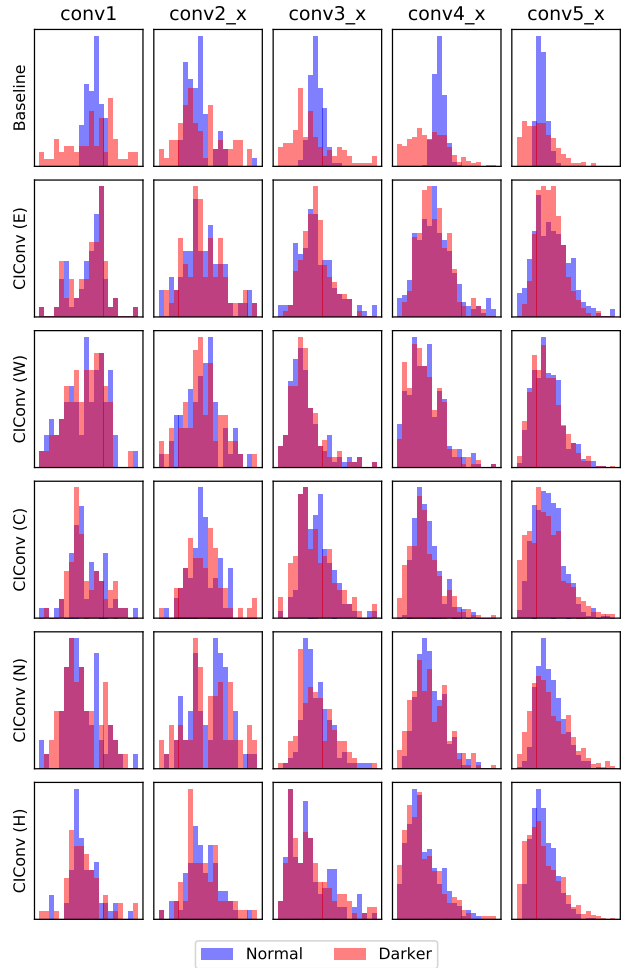 conv1 conv2_x conv3_x conv4_x conv5_x
Baseline
CIConv (E)
CIConv (W)
CIConv (C)
CIConv (N)
CIConv (H)
Normal Darker